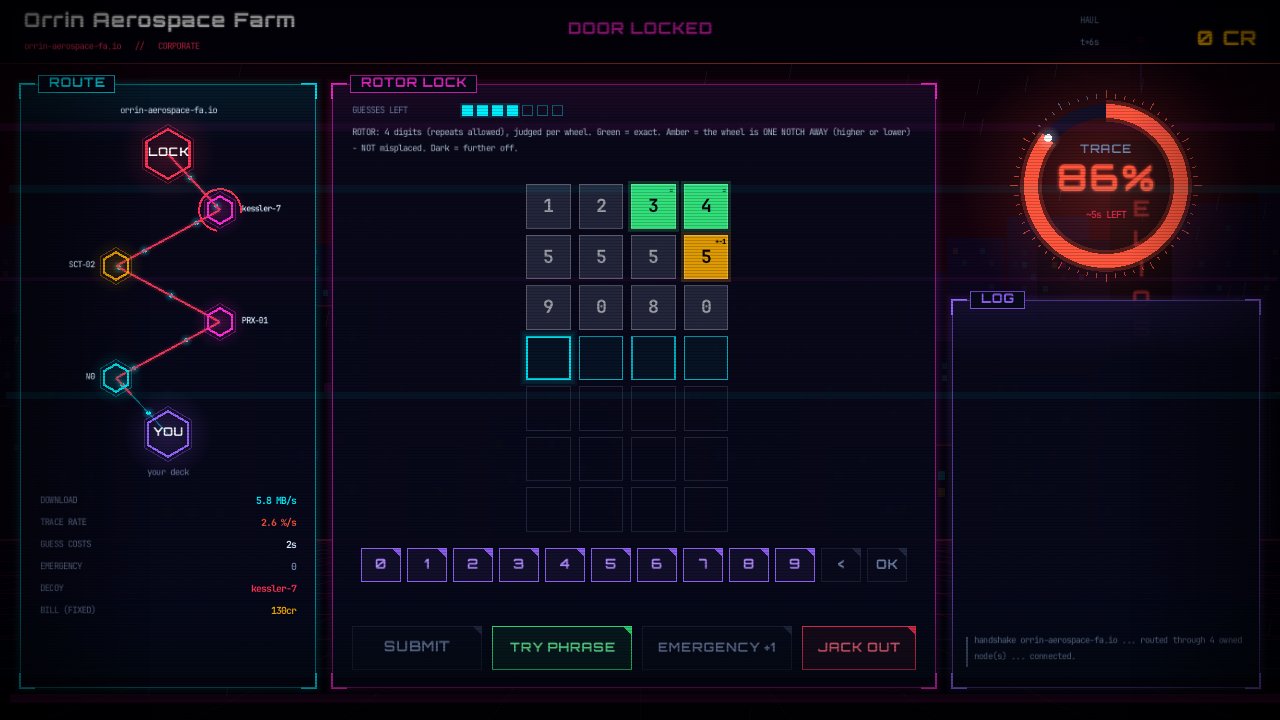 Orrin Aerospace Farm
DOOR LOCKED
HAUL
orrin-aerospace-fa.io // CORPORATE
t+6s
0 CR
ROUTE
orrin-aerospace-fa.io
LOCK
kessler-7
SCT-02
PRX-01
N0
YOU
your deck
DOWNLOAD 5.8 MB/s
TRACE RATE 2.6 %/s
GUESS COSTS 2s
EMERGENCY 0
DECOY kessler-7
BILL (FIXED) 130cr
ROTOR LOCK
GUESSES LEFT
ROTOR: 4 digits (repeats allowed), judged per wheel. Green = exact. Amber = the wheel is ONE NOTCH AWAY (higher or lower)
- NOT misplaced. Dark = further off.
1 2 3 4
5 5 5 5
9 0 8 0
0 1 2 3 4 5 6 7 8 9 < OK
SUBMIT TRY PHRASE EMERGENCY +1 JACK OUT
TRACE
86%
~5s LEFT
LOG
handshake orrin-aerospace-fa.io ... routed through 4 owned
node(s) ... connected.